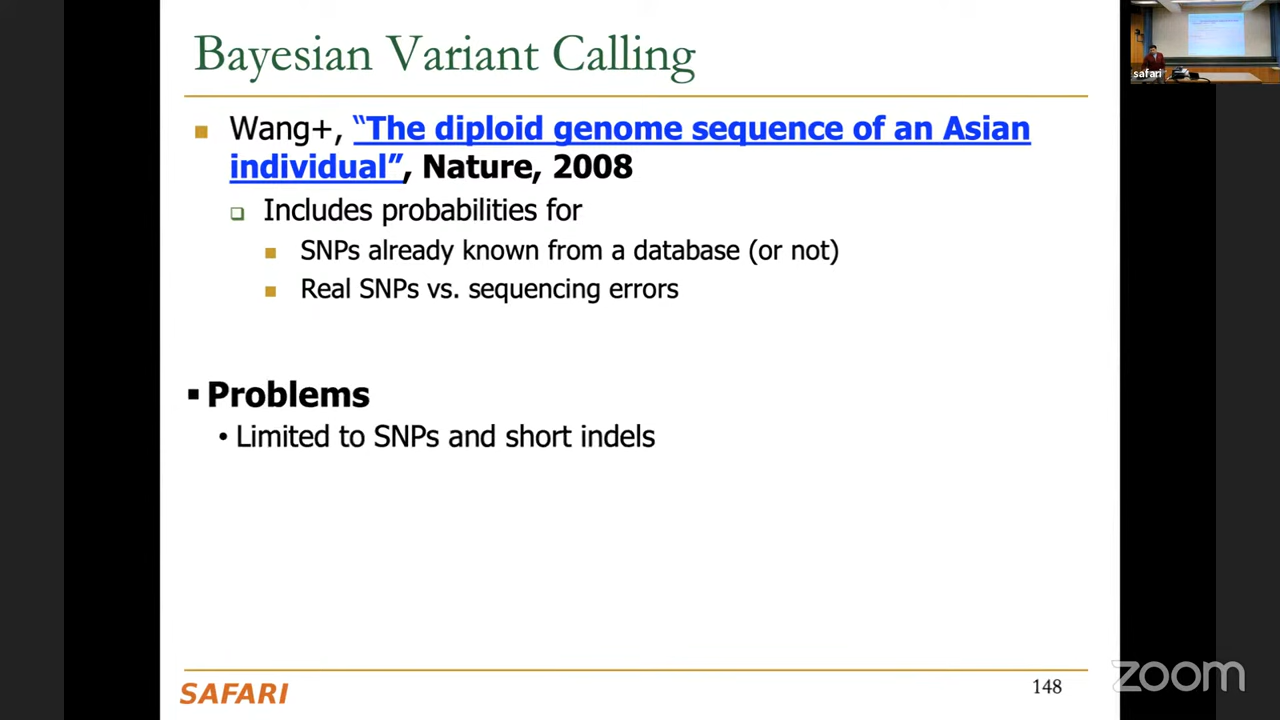 Bayesian Variant Calling
Wang+, “The diploid genome sequence of an Asian
individual”, Nature, 2008
Includes probabilities for
SNPs already known from a database (or not)
Real SNPs vs. sequencing errors
Problems
Limited to SNPs and short indels
SAFARI
148
zoom
safari